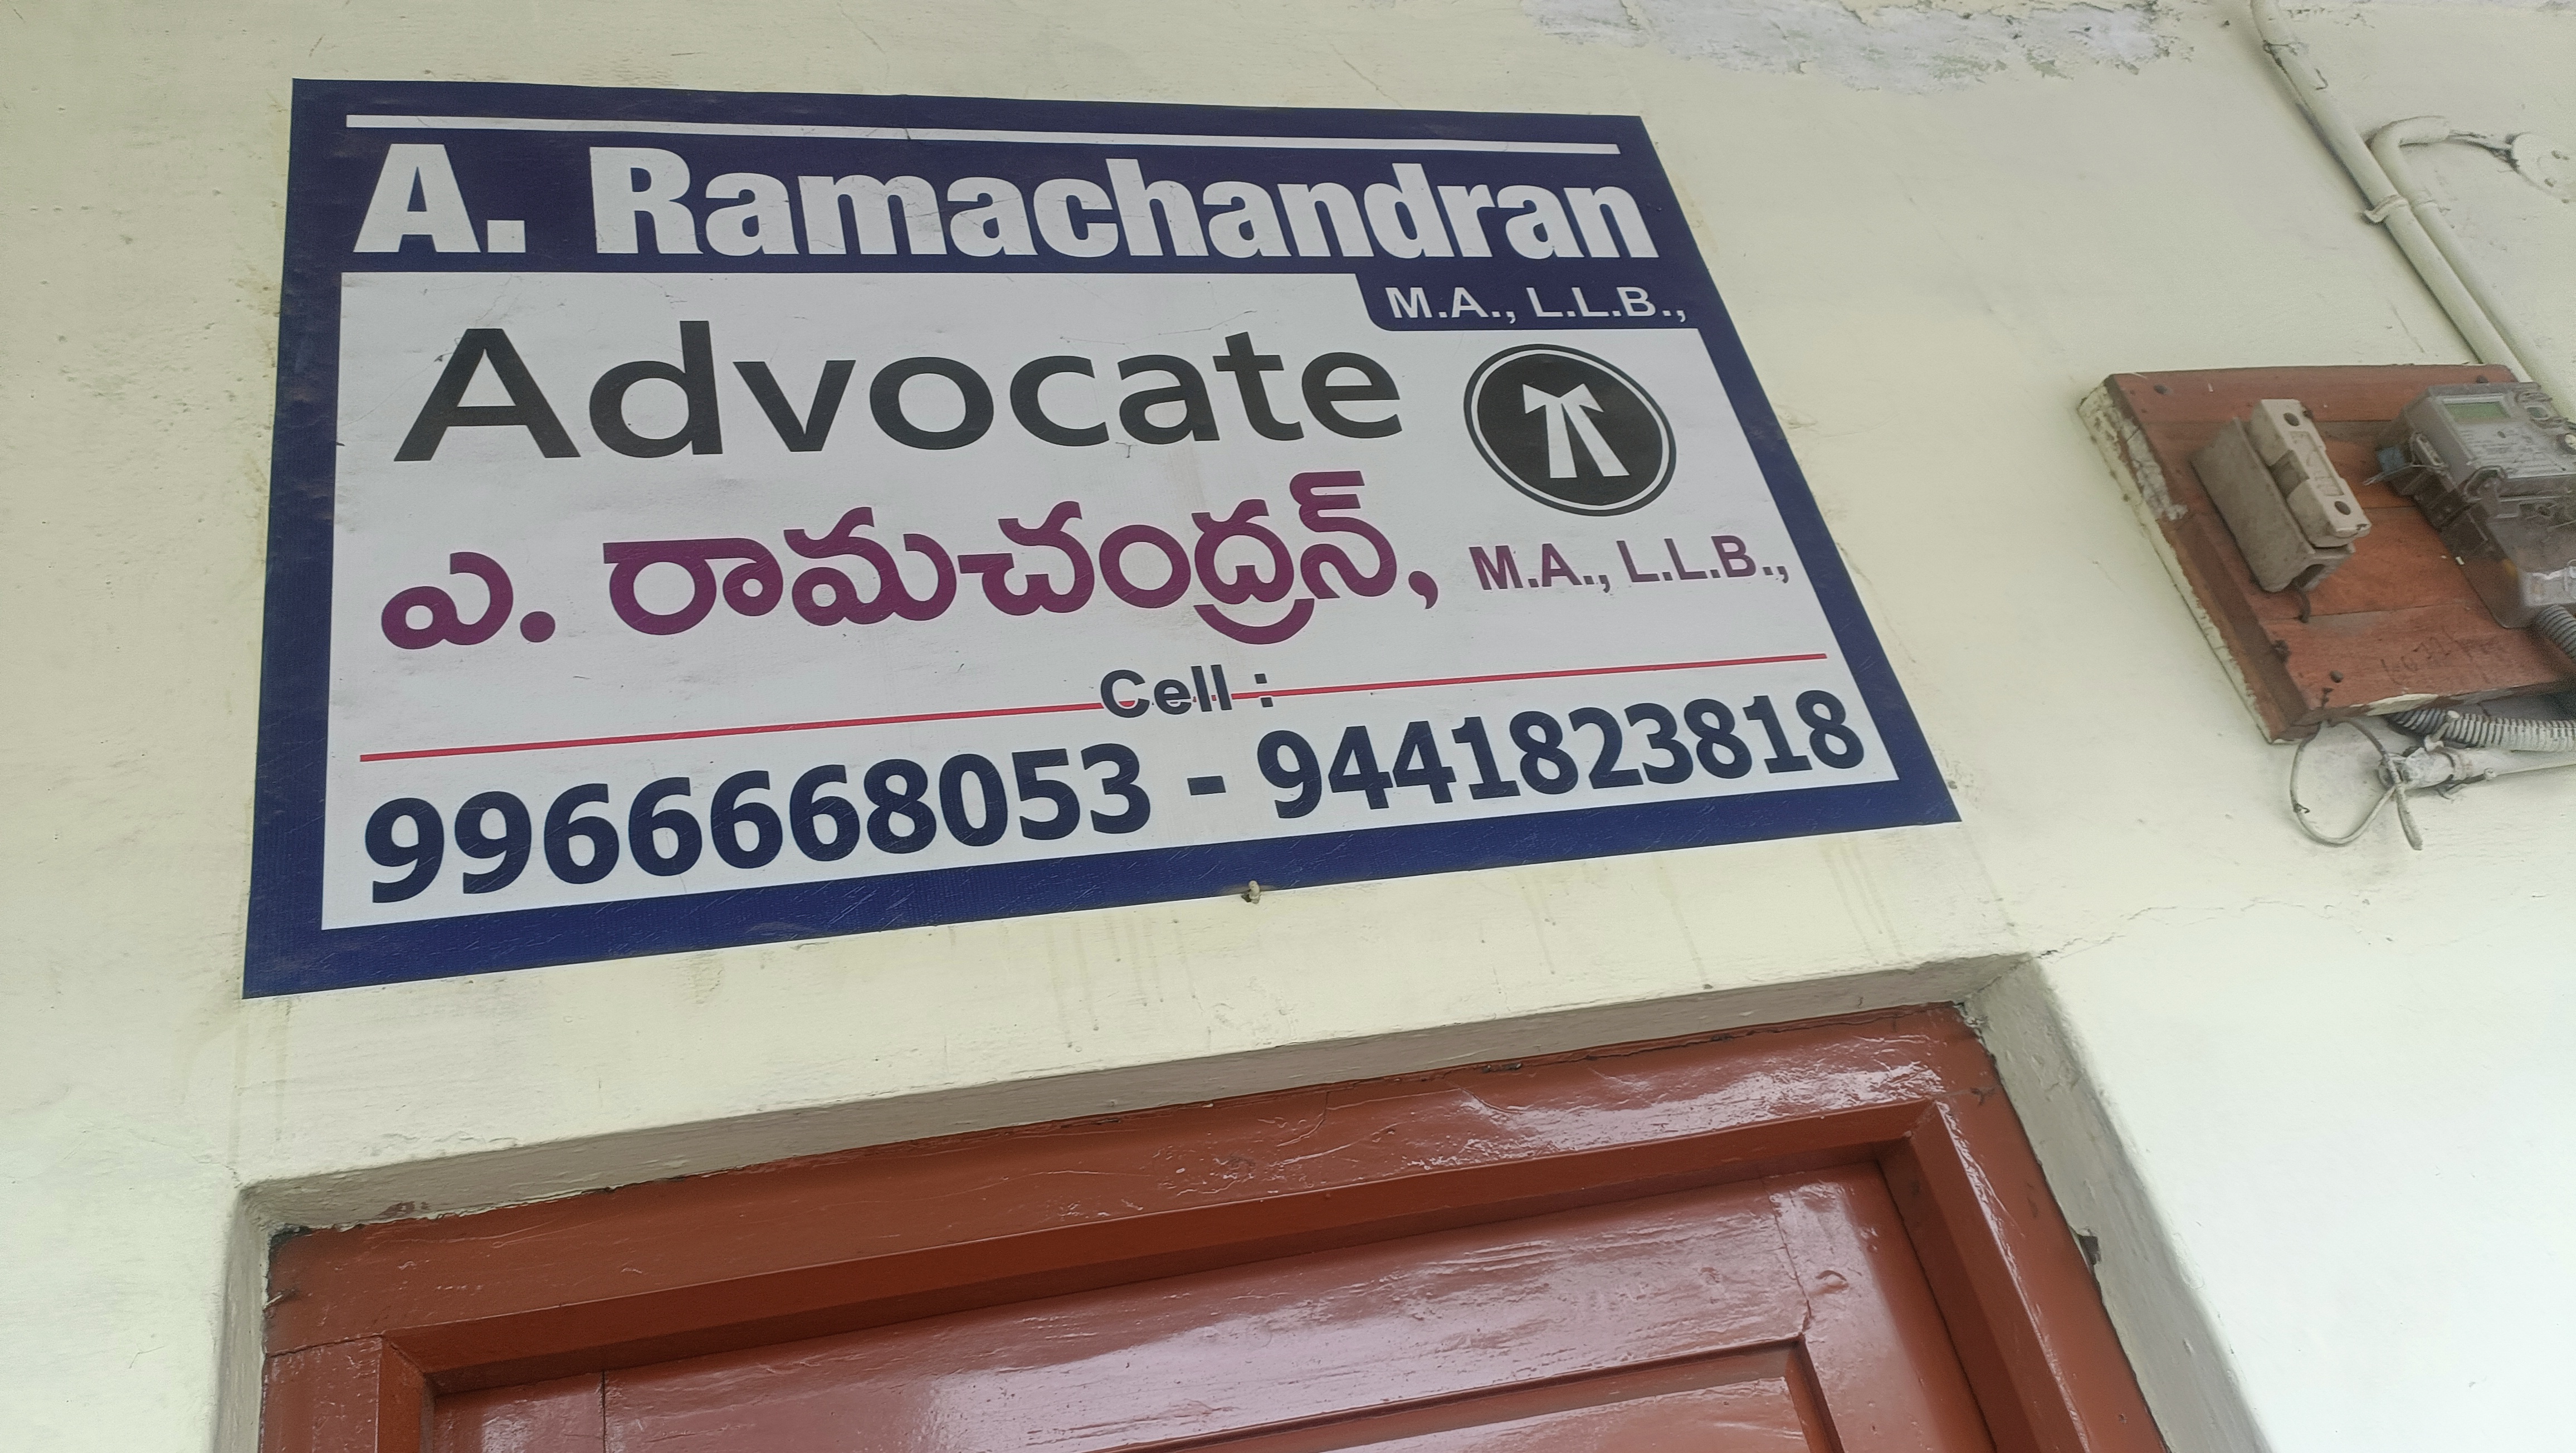 A. Ramachandran
M.A., L.L.B.,
Advocate
ఎ. రామచంద్రన్, M.A., L.L.B.,
Cell :
9966668053 - 9441823818